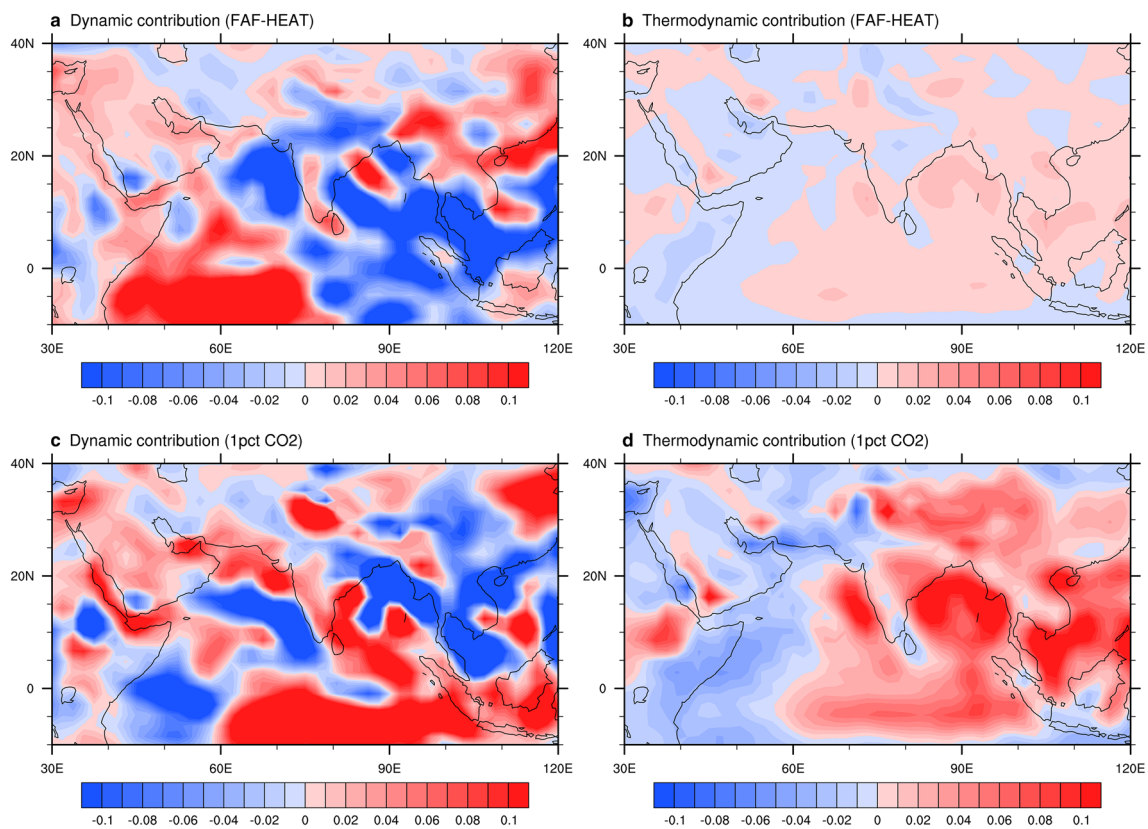 a Dynamic contribution (FAF-HEAT)
b Thermodynamic contribution (FAF-HEAT)
40N
40N
20N
20N
0
0
30E 60E 90E 120E
30E 60E 90E 120E
-0.1 -0.08 -0.06 -0.04 -0.02 0 0.02 0.04 0.06 0.08 0.1
-0.1 -0.08 -0.06 -0.04 -0.02 0 0.02 0.04 0.06 0.08 0.1
c Dynamic contribution (1pct CO2)
d Thermodynamic contribution (1pct CO2)
40N
40N
20N
20N
0
0
30E 60E 90E 120E
30E 60E 90E 120E
-0.1 -0.08 -0.06 -0.04 -0.02 0 0.02 0.04 0.06 0.08 0.1
-0.1 -0.08 -0.06 -0.04 -0.02 0 0.02 0.04 0.06 0.08 0.1